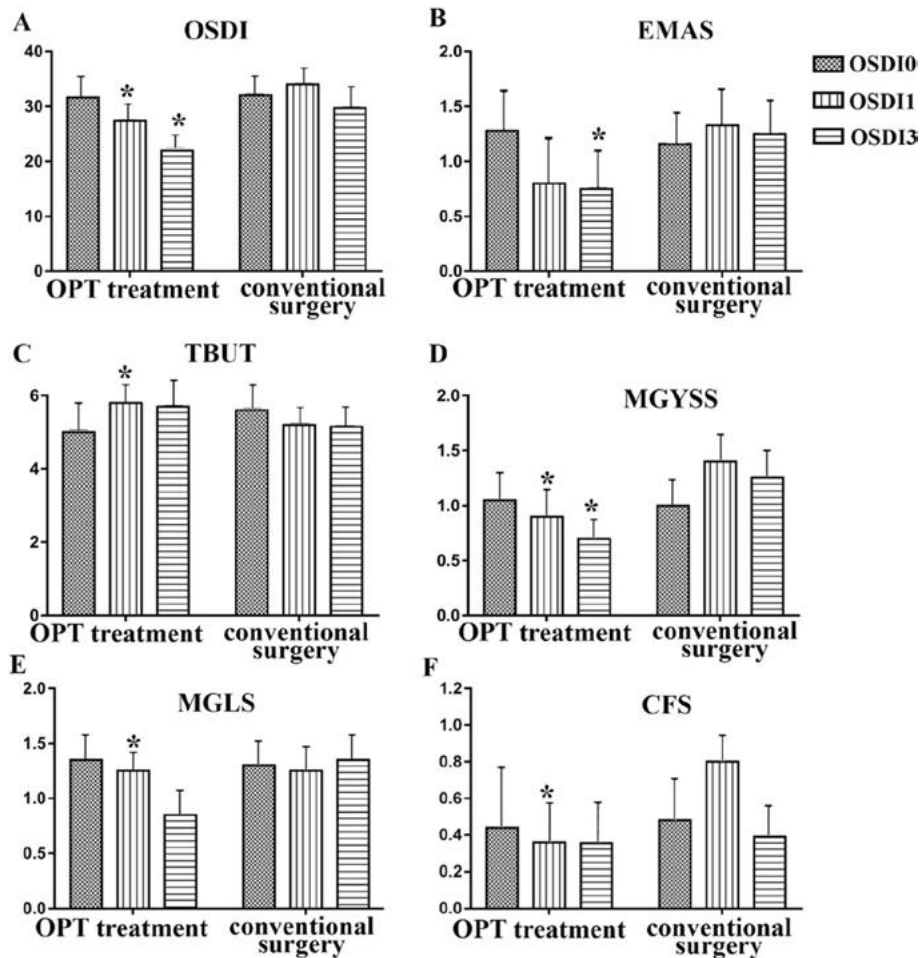 A
OSDI
40
30
20
10
0
* *
OPT treatment
conventional
surgery
B
EMAS
2.0
1.5
1.0
0.5
0.0
*
OPT treatment
conventional
surgery
OSDI0
OSDI1
OSDI3
C
TBUT
6
4
2
0
*
OPT treatment
conventional
surgery
D
MGYSS
2.0
1.5
1.0
0.5
0.0
* *
OPT treatment
conventional
surgery
E
MGLS
2.0
1.5
1.0
0.5
0.0
*
OPT treatment
conventional
surgery
F
CFS
1.2
1.0
0.8
0.6
0.4
0.2
0.0
*
OPT treatment
conventional
surgery